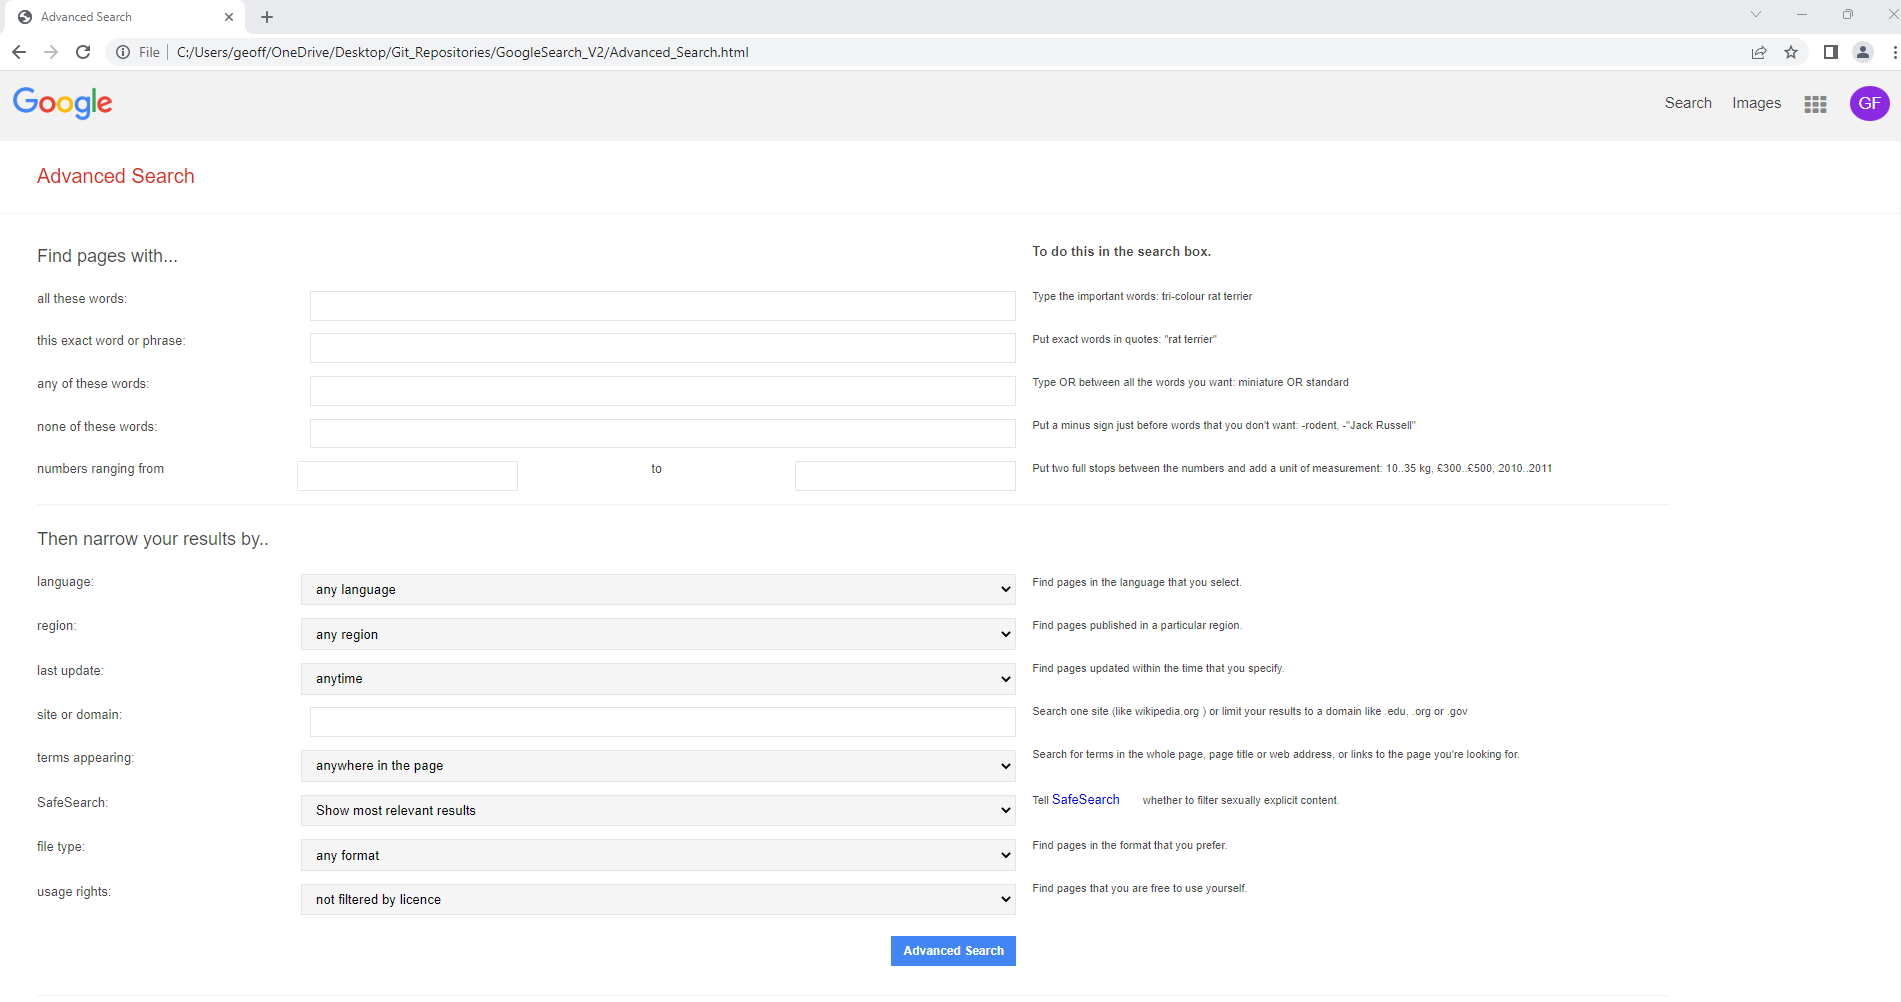 Advanced Search
File C:/Users/geoff/OneDrive/Desktop/Git_Repositories/GoogleSearch_V2/Advanced_Search.html
Google Search Images GF
Advanced Search
Find pages with... To do this in the search box.
all these words: Type the important words: tri-colour rat terrier
this exact word or phrase: Put exact words in quotes: "rat terrier"
any of these words: Type OR between all the words you want: miniature OR standard
none of these words: Put a minus sign just before words that you don't want: -rodent, -"Jack Russell"
numbers ranging from to Put two full stops between the numbers and add a unit of measurement: 10..35 kg, £300..£500, 2010..2011
Then narrow your results by..
language: any language Find pages in the language that you select.
region: any region Find pages published in a particular region.
last update: anytime Find pages updated within the time that you specify.
site or domain: Search one site (like wikipedia.org ) or limit your results to a domain like .edu, .org or .gov
terms appearing: anywhere in the page Search for terms in the whole page, page title or web address, or links to the page you're looking for.
SafeSearch: Show most relevant results Tell SafeSearch whether to filter sexually explicit content.
file type: any format Find pages in the format that you prefer.
usage rights: not filtered by licence Find pages that you are free to use yourself.
Advanced Search